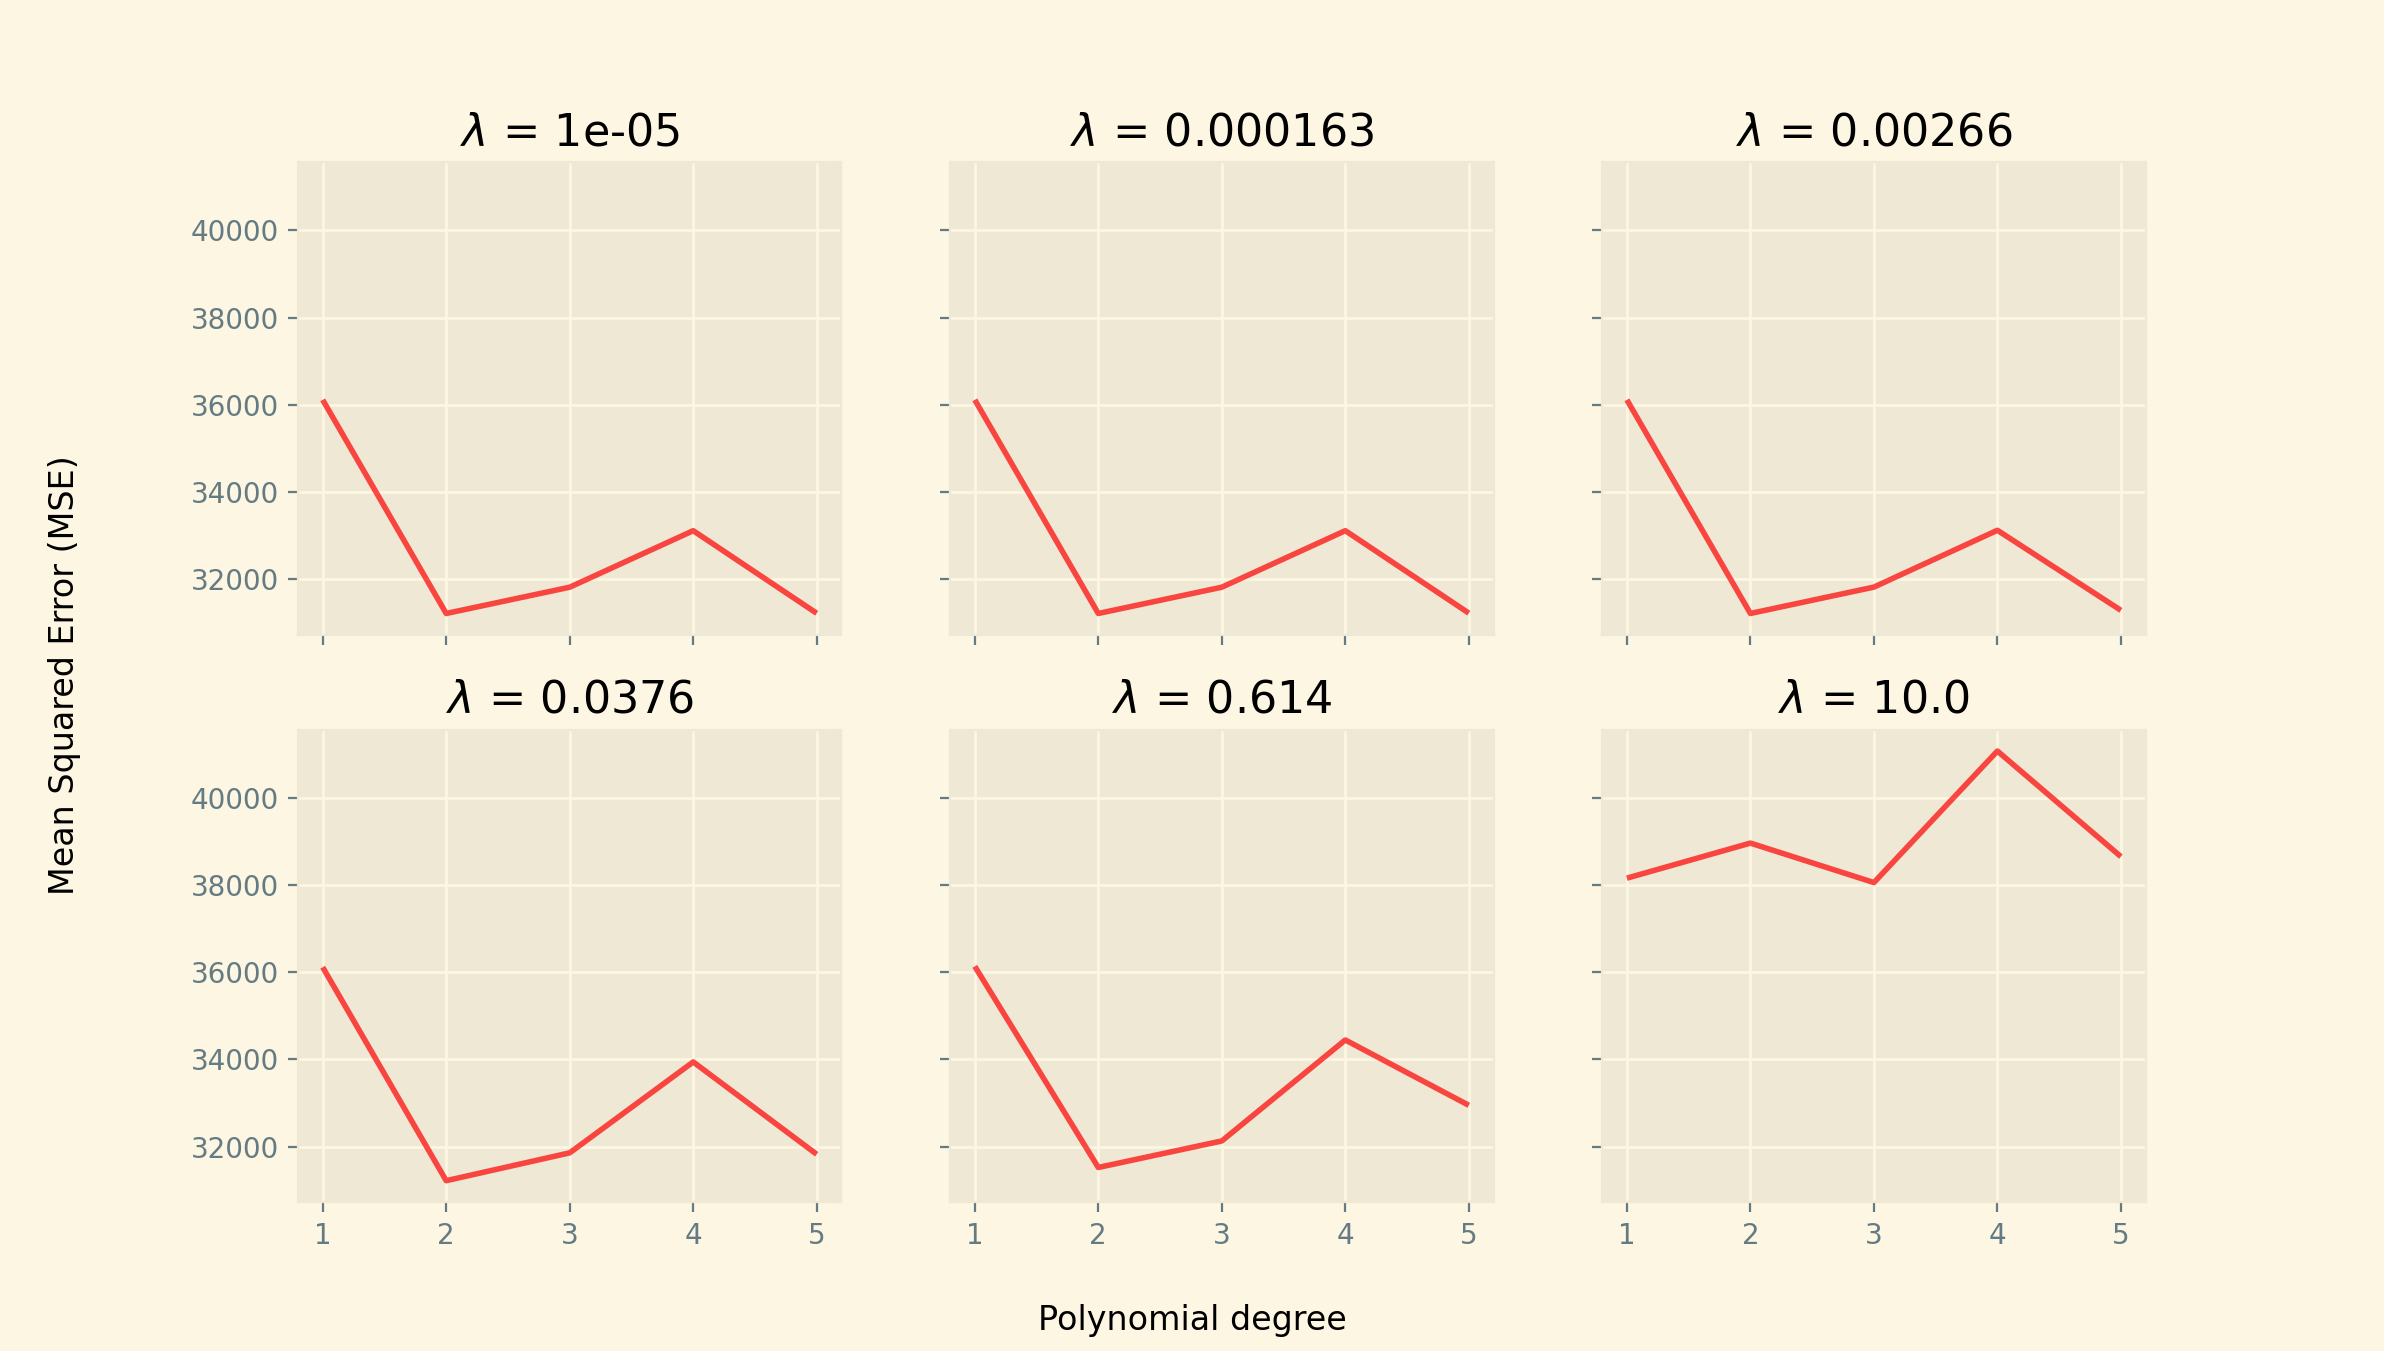 λ = 1e-05
λ = 0.000163
λ = 0.00266
40000
38000
36000
34000
32000
Mean Squared Error (MSE)
λ = 0.0376
λ = 0.614
λ = 10.0
40000
38000
36000
34000
32000
1 2 3 4 5
1 2 3 4 5
1 2 3 4 5
Polynomial degree